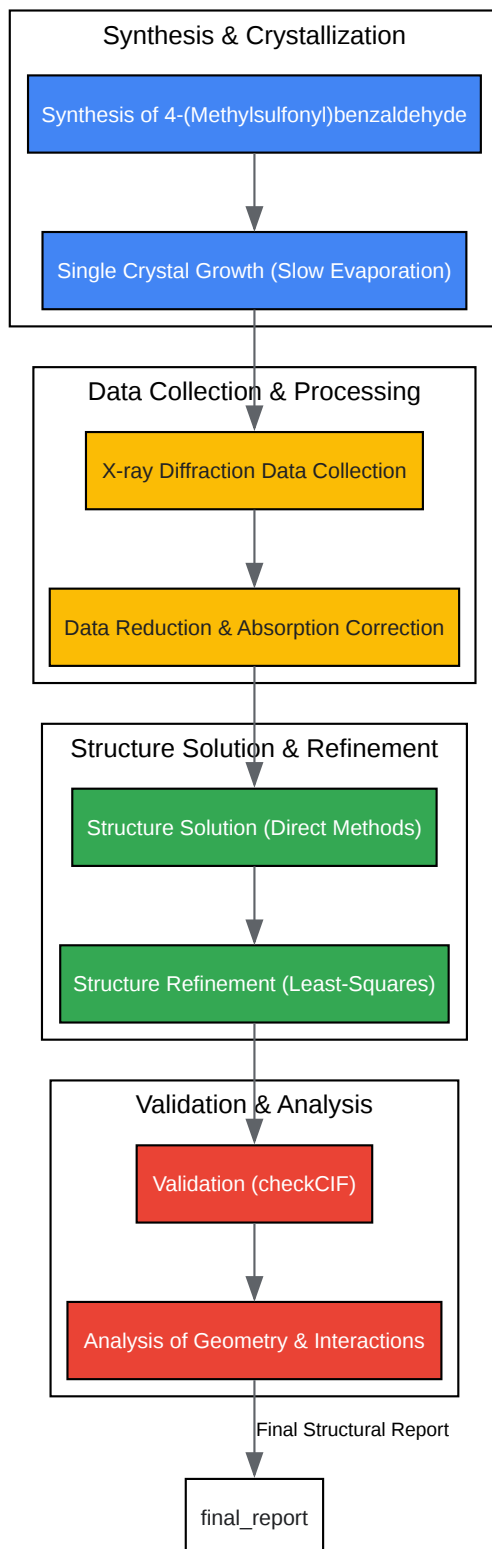 Synthesis & Crystallization
Synthesis of 4-(Methylsulfonyl)benzaldehyde
Single Crystal Growth (Slow Evaporation)
Data Collection & Processing
X-ray Diffraction Data Collection
Data Reduction & Absorption Correction
Structure Solution & Refinement
Structure Solution (Direct Methods)
Structure Refinement (Least-Squares)
Validation & Analysis
Validation (checkCIF)
Analysis of Geometry & Interactions
Final Structural Report
final_report